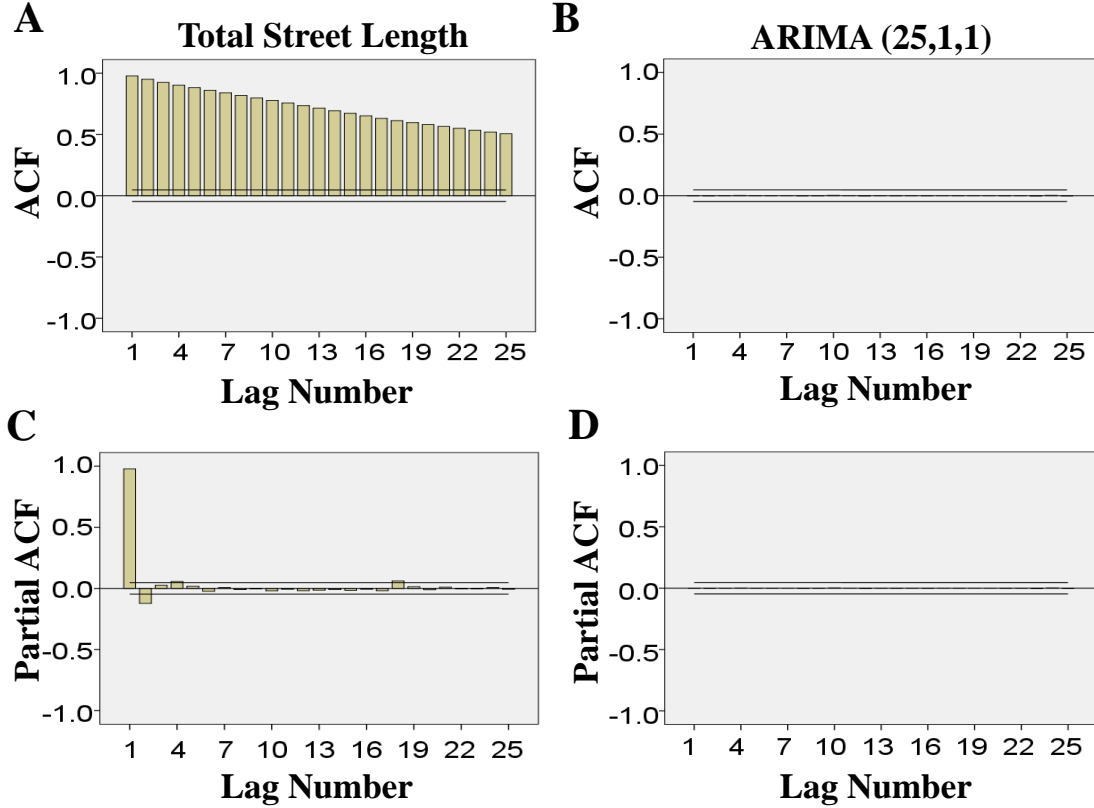 A
Total Street Length
ACF
1.0
0.5
0.0
-0.5
-1.0
1 4 7 10 13 16 19 22 25
Lag Number
B
ARIMA (25,1,1)
ACF
1.0
0.5
0.0
-0.5
-1.0
1 4 7 10 13 16 19 22 25
Lag Number
C
Partial ACF
1.0
0.5
0.0
-0.5
-1.0
1 4 7 10 13 16 19 22 25
Lag Number
D
Partial ACF
1.0
0.5
0.0
-0.5
-1.0
1 4 7 10 13 16 19 22 25
Lag Number